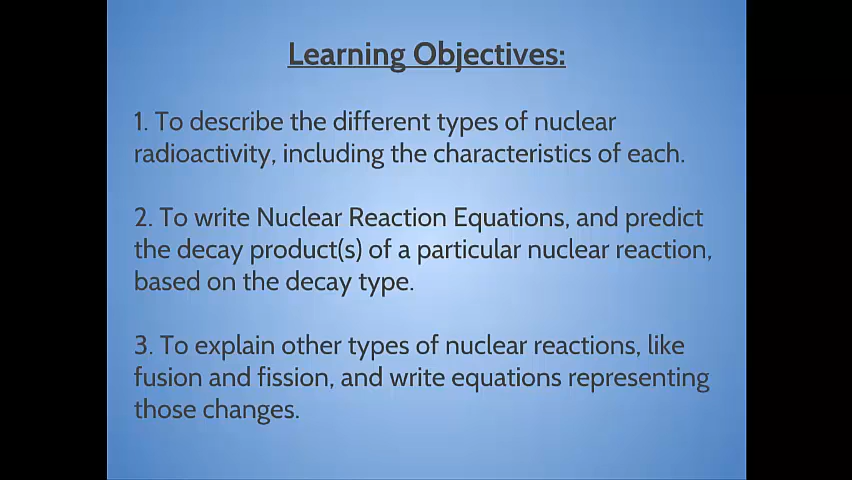 Learning Objectives:
1. To describe the different types of nuclear
radioactivity, including the characteristics of each.
2. To write Nuclear Reaction Equations, and predict
the decay product(s) of a particular nuclear reaction,
based on the decay type.
3. To explain other types of nuclear reactions, like
fusion and fission, and write equations representing
those changes.